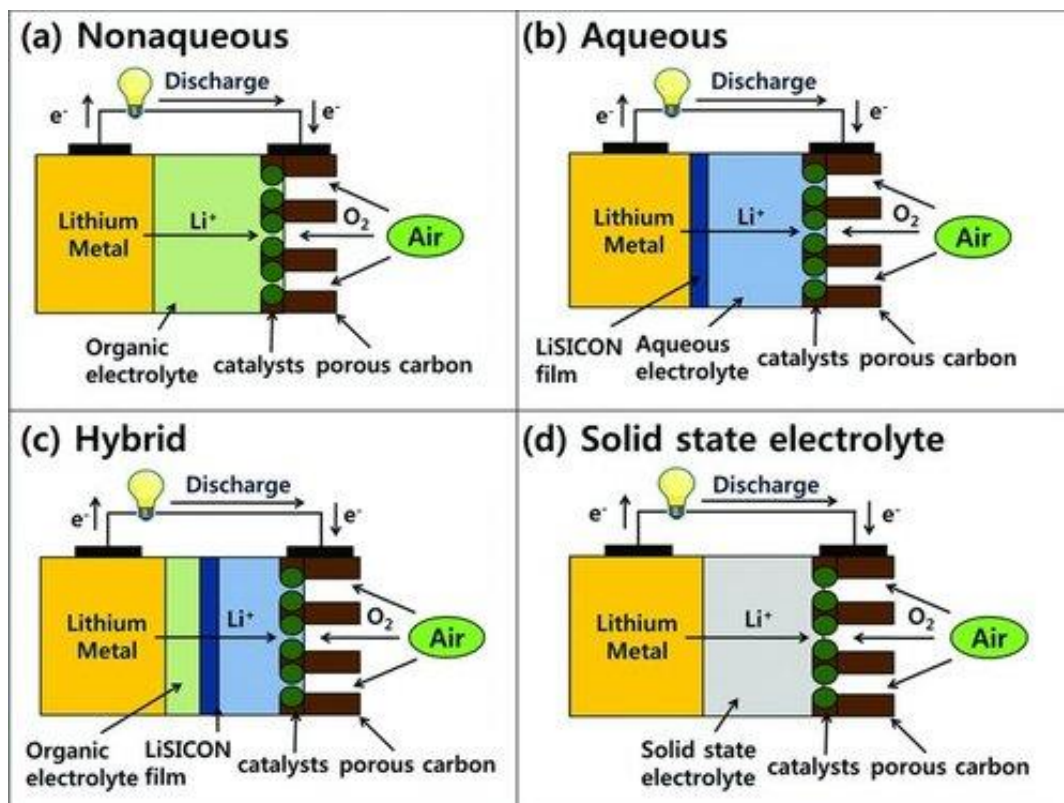 (a) Nonaqueous
Discharge
e-
e-
Lithium
Metal
Li+
O2
Air
Organic
electrolyte
catalysts
porous carbon
(b) Aqueous
Discharge
e-
e-
Lithium
Metal
Li+
O2
Air
LiSICON
film
Aqueous
electrolyte
catalysts
porous carbon
(c) Hybrid
Discharge
e-
e-
Lithium
Metal
Li+
O2
Air
Organic
electrolyte
LiSICON
film
catalysts
porous carbon
(d) Solid state electrolyte
Discharge
e-
e-
Lithium
Metal
Li+
O2
Air
Solid state
electrolyte
catalysts
porous carbon